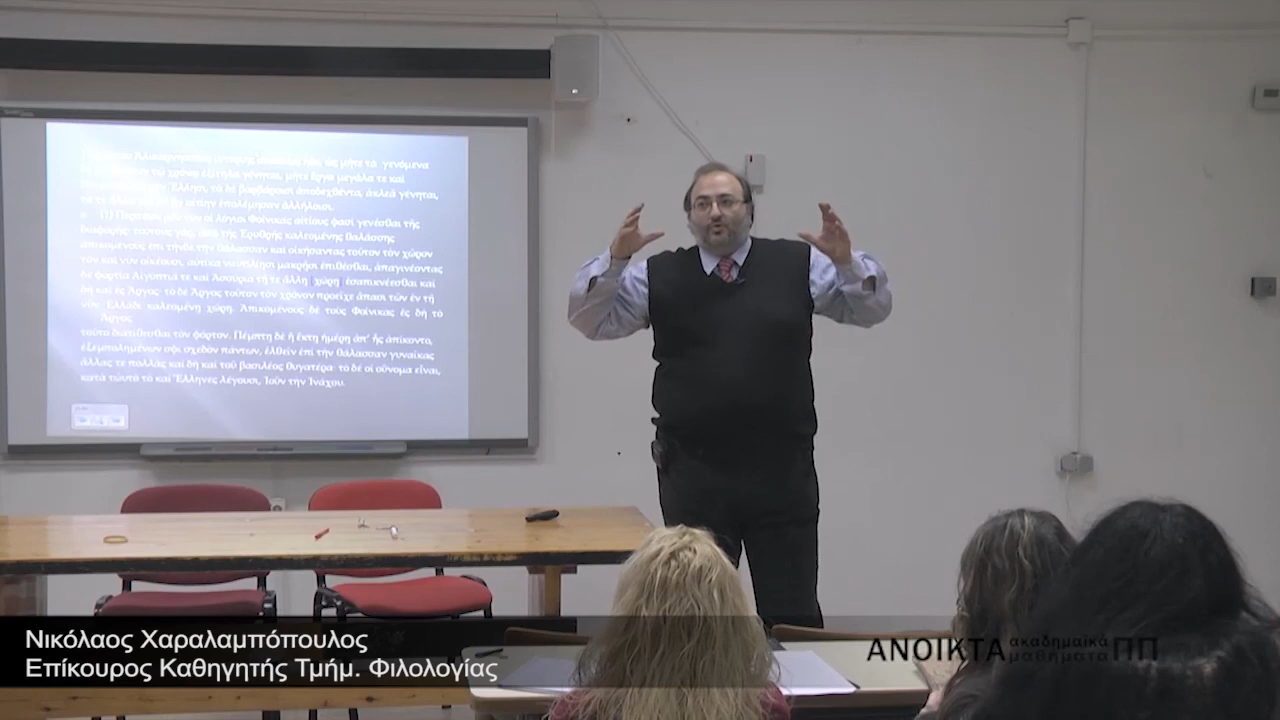 γενόμενα
τῷ χρόνῳ ἐξίτηλα γένηται, μήτε ἔργα μεγάλα τε καὶ
Ἕλλησι, τὰ δὲ βαρβάροισι ἀποδεχθέντα, ἀκλεᾶ γένηται,
ἐπολέμησαν ἀλλήλοισι.
(1) Περσέων μέν νυν οἱ λόγιοι Φοίνικας αἰτίους φασὶ γενέσθαι τῆς
διαφορῆς· τούτους γάρ, ἀπὸ τῆς Ἐρυθρῆς καλεομένης θαλάσσης
ἀπικομένους ἐπὶ τήνδε τὴν θάλασσαν καὶ οἰκήσαντας τοῦτον τὸν χῶρον
τὸν καὶ νῦν οἰκέουσι, αὐτίκα ναυτιλίῃσι μακρῇσι ἐπιθέσθαι, ἀπαγινέοντας
δὲ φορτία Αἰγύπτιά τε καὶ Ἀσσύρια τῇ τε ἄλλῃ χώρῃ ἐσαπικνέεσθαι καὶ
δὴ καὶ ἐς Ἄργος· τὸ δὲ Ἄργος τοῦτον τὸν χρόνον προεῖχε ἅπασι τῶν ἐν τῇ
νῦν Ἑλλάδι καλεομένῃ χώρῃ. Ἀπικομένους δὲ τοὺς Φοίνικας ἐς δὴ τὸ
Ἄργος
τοῦτο διατίθεσθαι τὸν φόρτον. Πέμπτῃ δὲ ἢ ἕκτῃ ἡμέρῃ ἀπ' ἧς ἀπίκοντο,
ἐξεμπολημένων σφι σχεδὸν πάντων, ἐλθεῖν ἐπὶ τὴν θάλασσαν γυναῖκας
ἄλλας τε πολλὰς καὶ δὴ καὶ τοῦ βασιλέος θυγατέρα· τὸ δέ οἱ οὔνομα εἶναι,
κατὰ τὠυτὸ τὸ καὶ Ἕλληνες λέγουσι, Ἰοῦν τὴν Ἰνάχου.
Νικόλαος Χαραλαμπόπουλος
Επίκουρος Καθηγητής Τμήμ. Φιλολογίας
ΑΝΟΙΚΤΑ ακαδημαϊκά μαθήματα ΠΠ